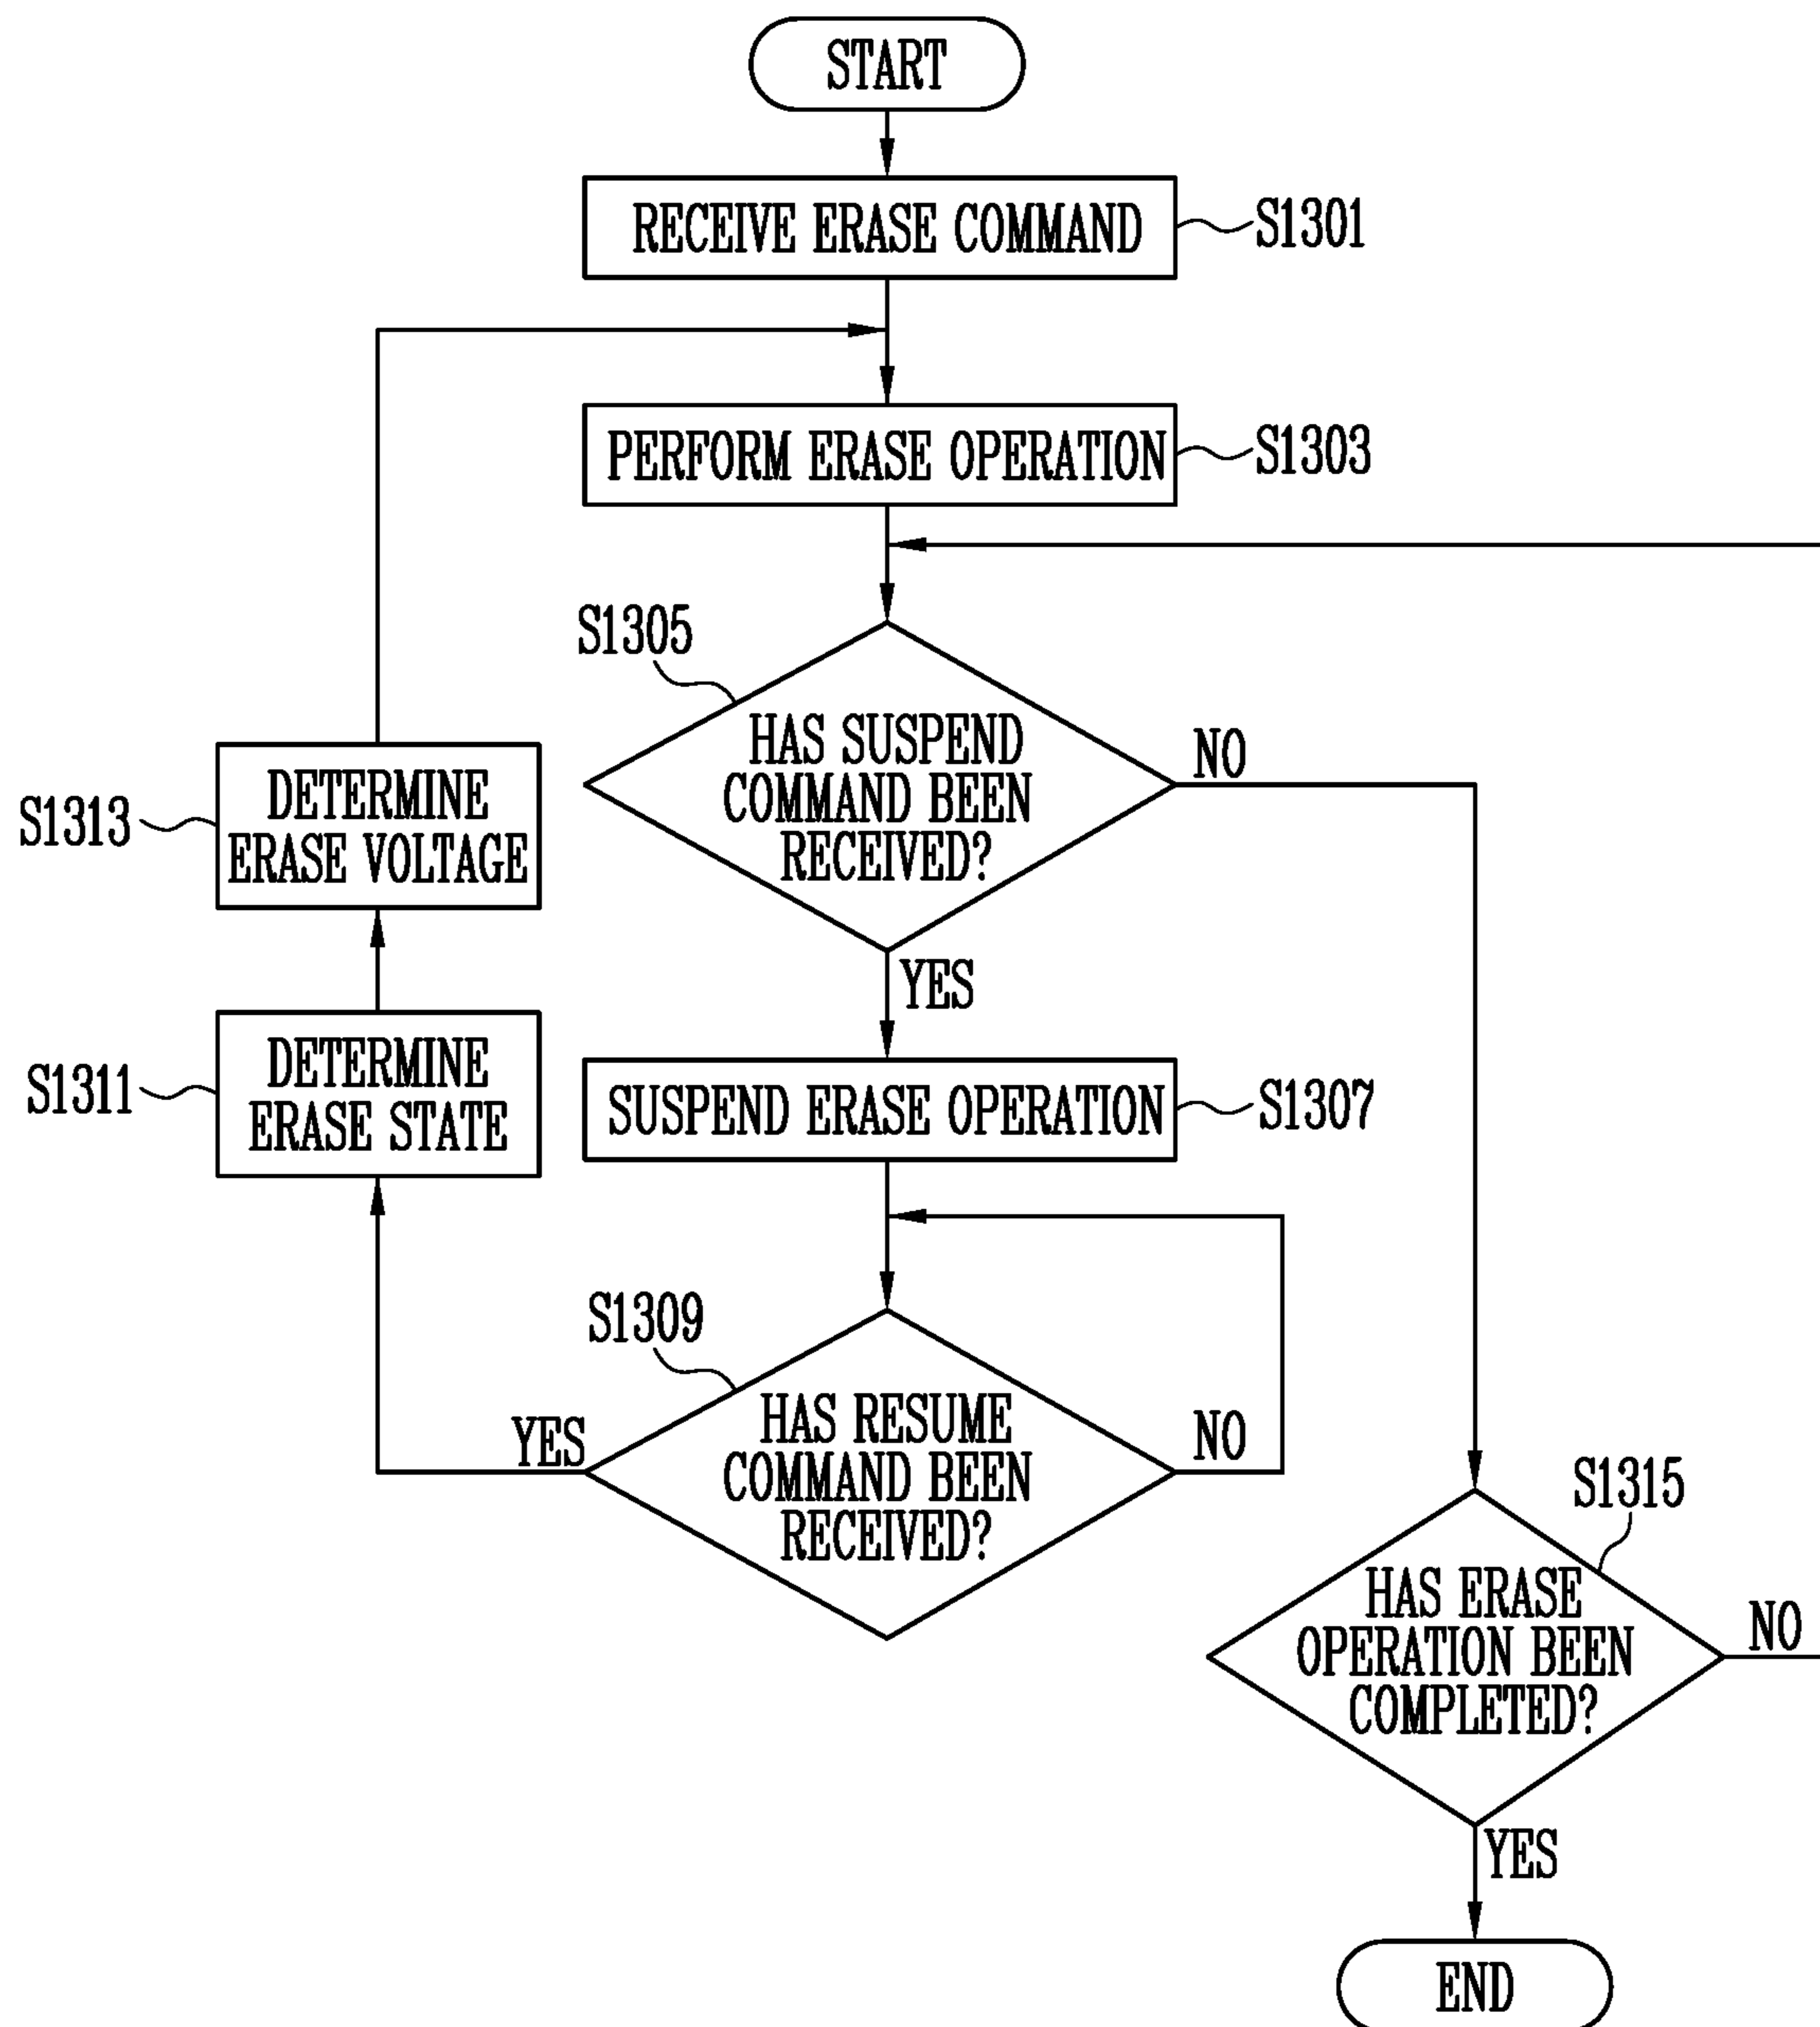 START
RECEIVE ERASE COMMAND
S1301
PERFORM ERASE OPERATION
S1303
S1305
HAS SUSPEND
COMMAND BEEN
RECEIVED?
NO
YES
S1313
DETERMINE
ERASE VOLTAGE
S1311
DETERMINE
ERASE STATE
SUSPEND ERASE OPERATION
S1307
S1309
HAS RESUME
COMMAND BEEN
RECEIVED?
YES
NO
S1315
HAS ERASE
OPERATION BEEN
COMPLETED?
NO
YES
END